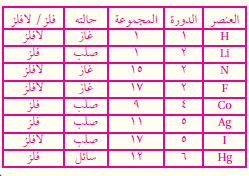 العنصر الدورة المجموعة حالته فلز / لافلز
H ١ ١ غاز لافلز
Li ٢ ١ صلب فلز
N ٢ ١٥ غاز لافلز
F ٢ ١٧ غاز لافلز
Co ٤ ٩ صلب فلز
Ag ٥ ١١ صلب فلز
I ٥ ١٧ صلب لافلز
Hg ٦ ١٢ سائل فلز